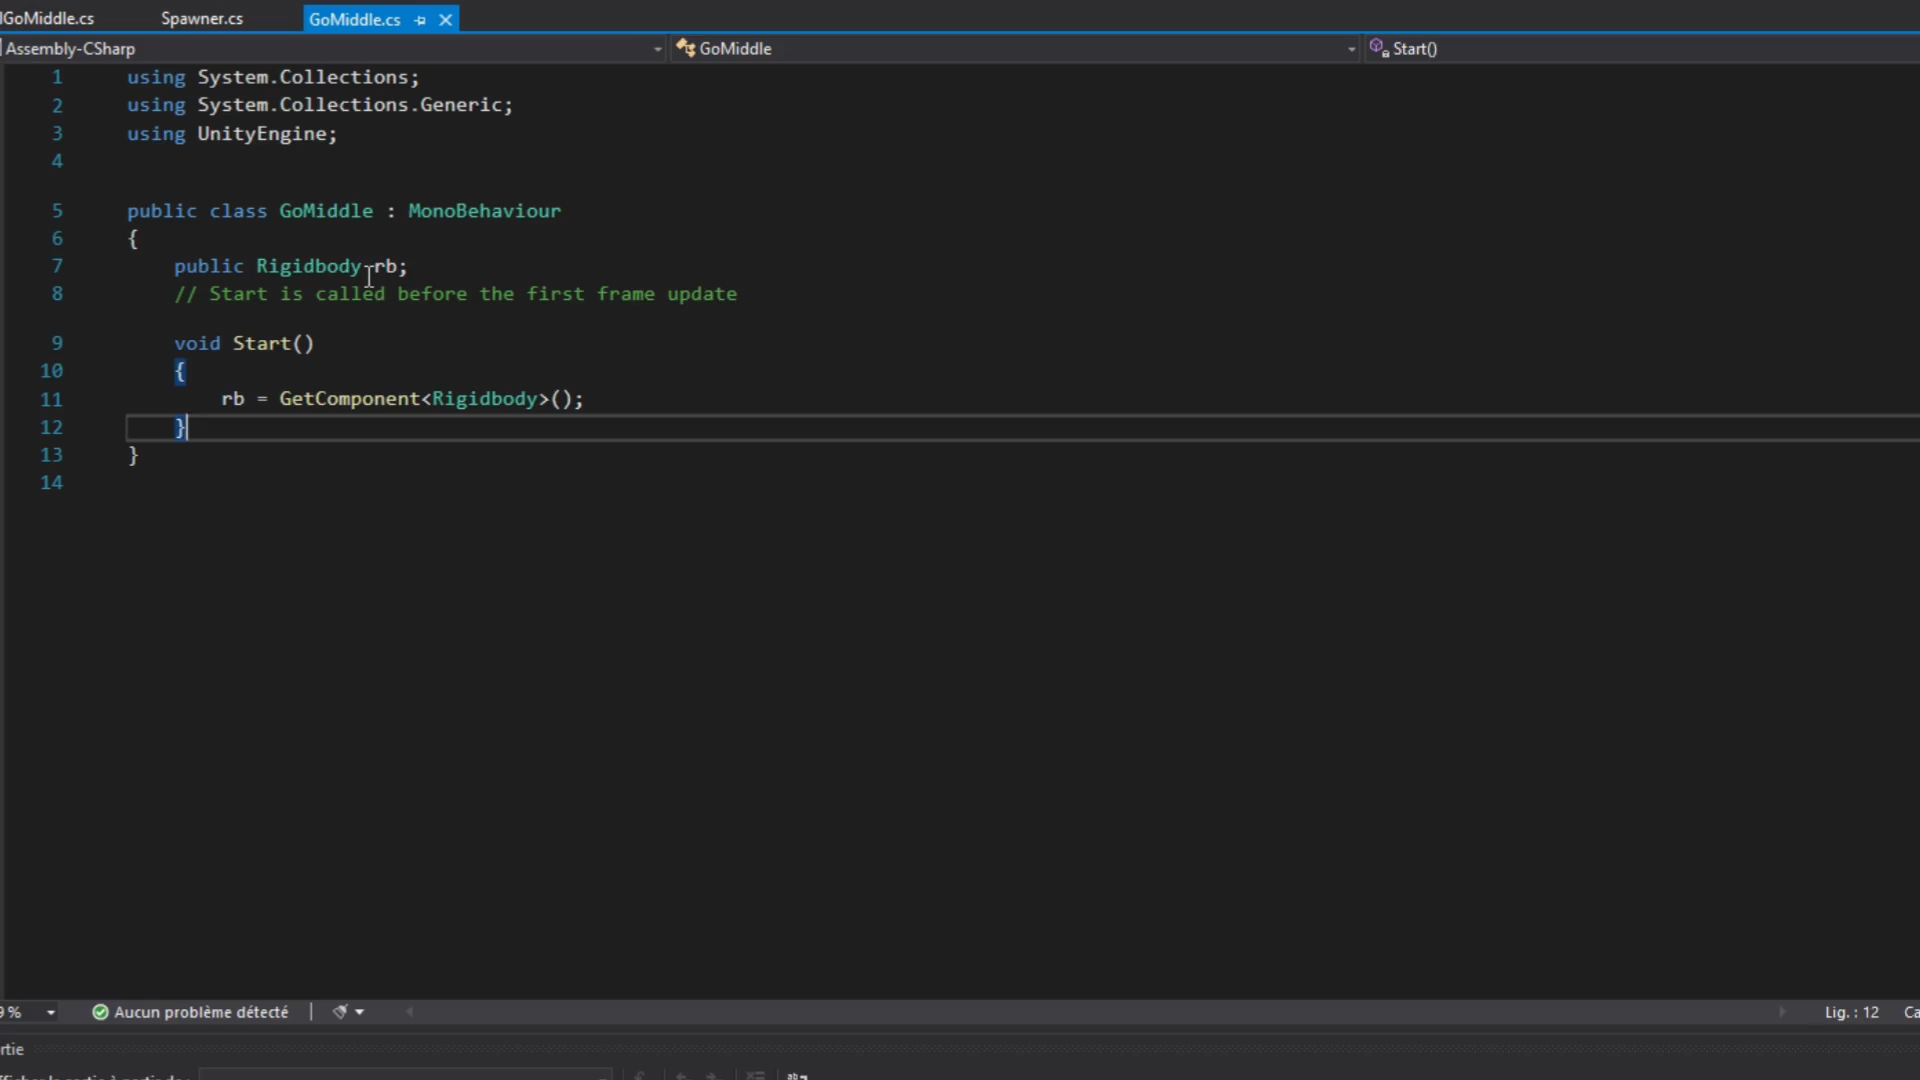 IGoMiddle.cs Spawner.cs GoMiddle.cs
Assembly-CSharp GoMiddle Start()
1 using System.Collections;
2 using System.Collections.Generic;
3 using UnityEngine;
4
5 public class GoMiddle : MonoBehaviour
6 {
7 public Rigidbody rb;
8 // Start is called before the first frame update
9 void Start()
10 {
11 rb = GetComponent<Rigidbody>();
12 }
13 }
14
9 % Aucun problème détecté Lig. : 12 Ca
rtie